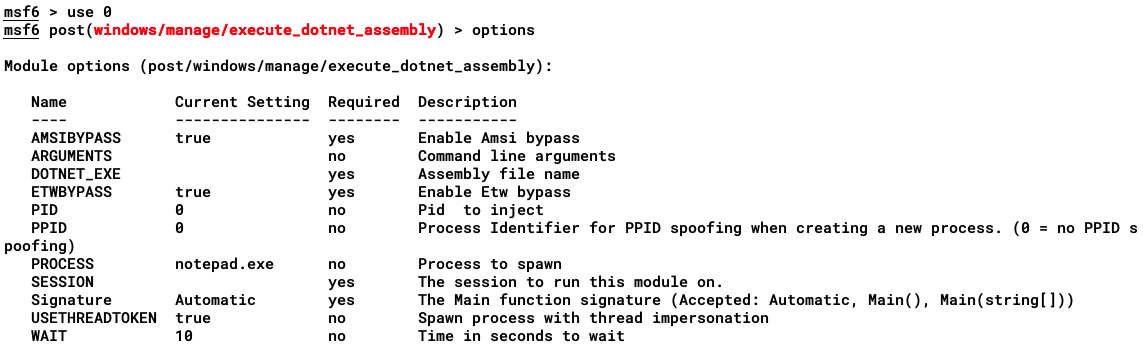 msf6 > use 0
msf6 post(windows/manage/execute_dotnet_assembly) > options
Module options (post/windows/manage/execute_dotnet_assembly):
Name Current Setting Required Description
---- --------------- -------- -----------
AMSIBYPASS true yes Enable Amsi bypass
ARGUMENTS no Command line arguments
DOTNET_EXE yes Assembly file name
ETWBYPASS true yes Enable Etw bypass
PID 0 no Pid  to inject
PPID 0 no Process Identifier for PPID spoofing when creating a new process. (0 = no PPID s
poofing)
PROCESS notepad.exe no Process to spawn
SESSION yes The session to run this module on.
Signature Automatic yes The Main function signature (Accepted: Automatic, Main(), Main(string[]))
USETHREADTOKEN true no Spawn process with thread impersonation
WAIT 10 no Time in seconds to wait